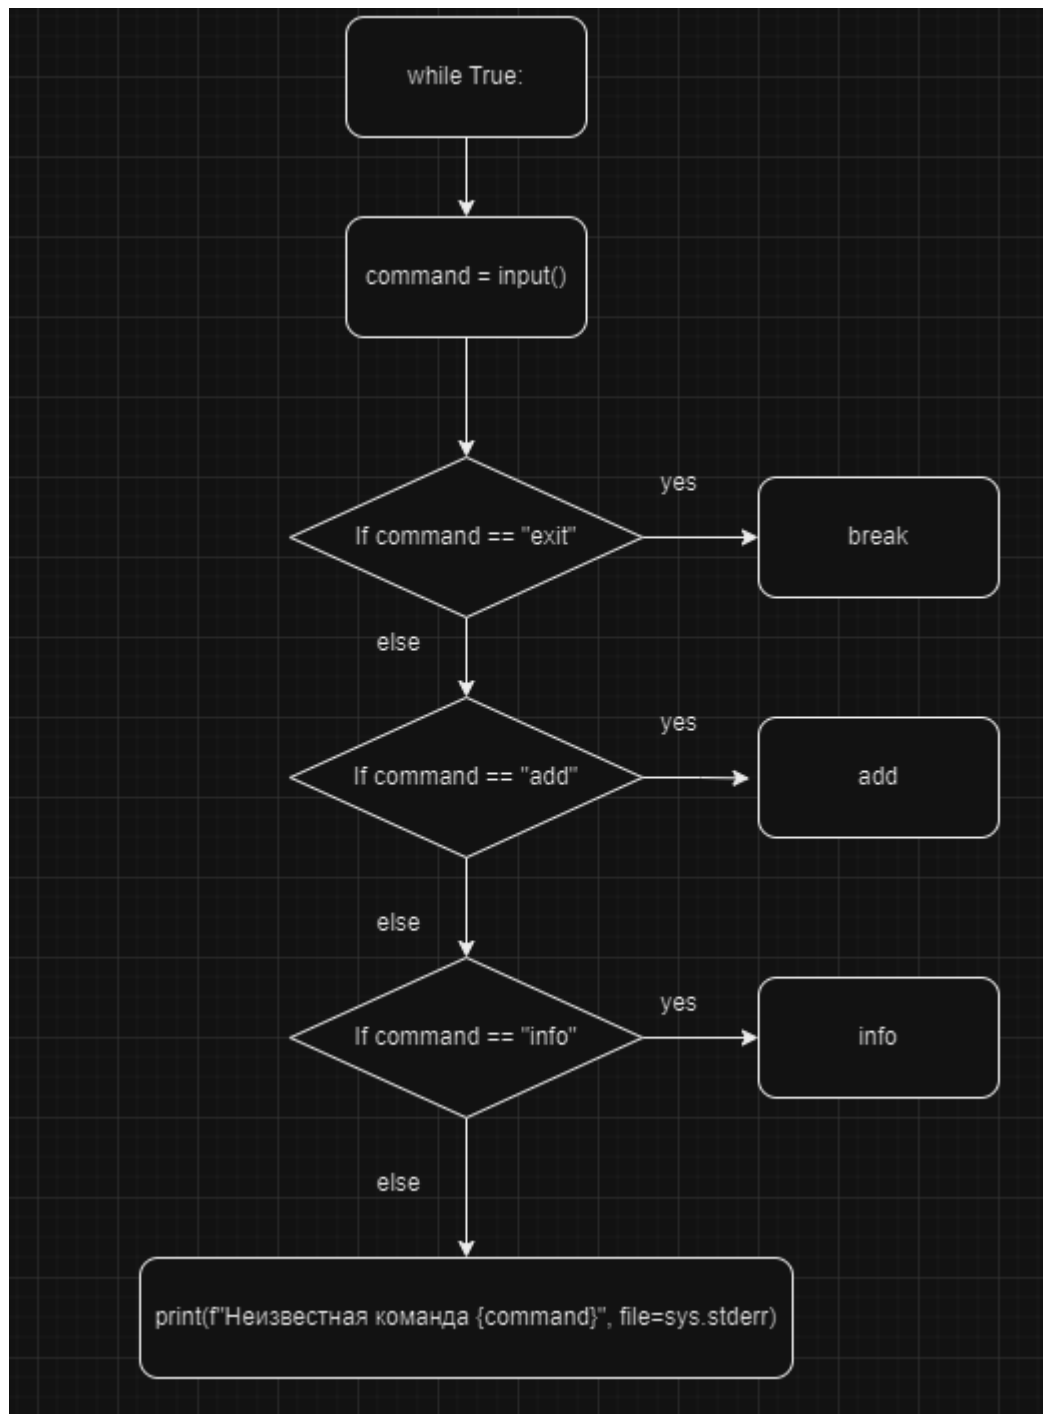 while True:
command = input()
If command == "exit"
yes
break
else
If command == "add"
yes
add
else
If command == "info"
yes
info
else
print(f"Неизвестная команда {command}", file=sys.stderr)